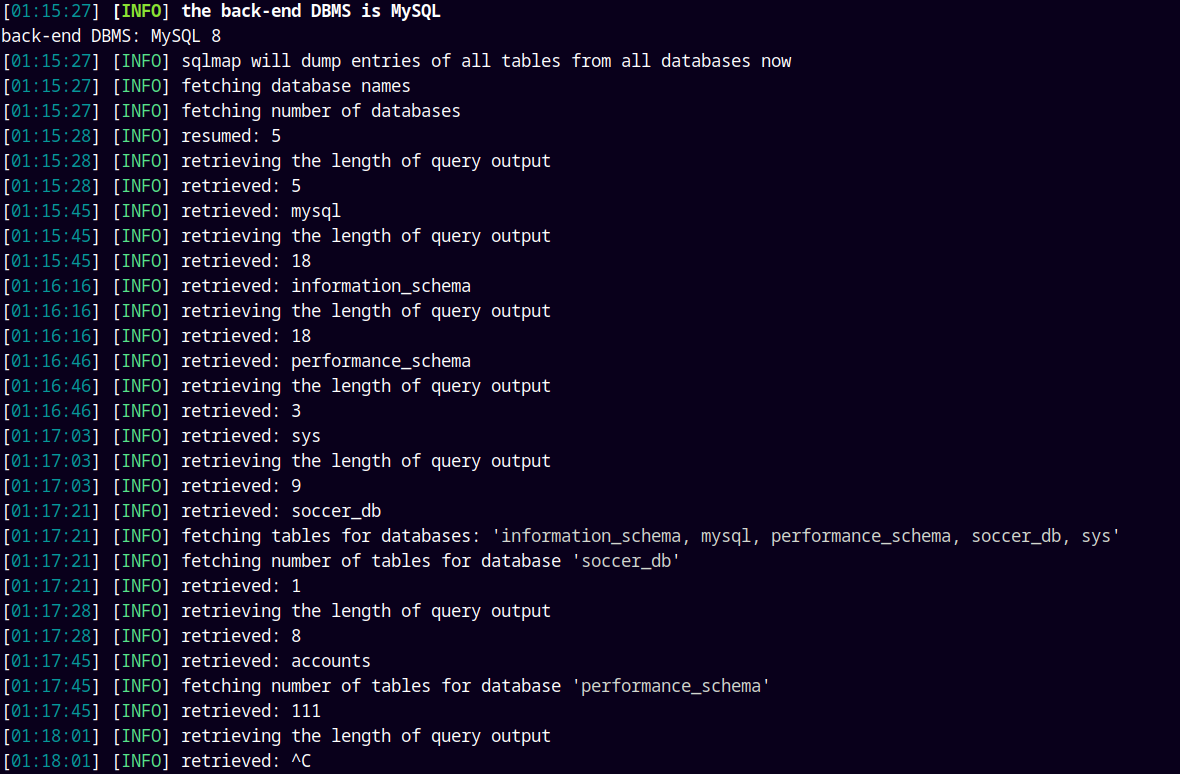 [01:15:27] [INFO] the back-end DBMS is MySQL
back-end DBMS: MySQL 8
[01:15:27] [INFO] sqlmap will dump entries of all tables from all databases now
[01:15:27] [INFO] fetching database names
[01:15:27] [INFO] fetching number of databases
[01:15:28] [INFO] resumed: 5
[01:15:28] [INFO] retrieving the length of query output
[01:15:28] [INFO] retrieved: 5
[01:15:45] [INFO] retrieved: mysql
[01:15:45] [INFO] retrieving the length of query output
[01:15:45] [INFO] retrieved: 18
[01:16:16] [INFO] retrieved: information_schema
[01:16:16] [INFO] retrieving the length of query output
[01:16:16] [INFO] retrieved: 18
[01:16:46] [INFO] retrieved: performance_schema
[01:16:46] [INFO] retrieving the length of query output
[01:16:46] [INFO] retrieved: 3
[01:17:03] [INFO] retrieved: sys
[01:17:03] [INFO] retrieving the length of query output
[01:17:03] [INFO] retrieved: 9
[01:17:21] [INFO] retrieved: soccer_db
[01:17:21] [INFO] fetching tables for databases: 'information_schema, mysql, performance_schema, soccer_db, sys'
[01:17:21] [INFO] fetching number of tables for database 'soccer_db'
[01:17:21] [INFO] retrieved: 1
[01:17:28] [INFO] retrieving the length of query output
[01:17:28] [INFO] retrieved: 8
[01:17:45] [INFO] retrieved: accounts
[01:17:45] [INFO] fetching number of tables for database 'performance_schema'
[01:17:45] [INFO] retrieved: 111
[01:18:01] [INFO] retrieving the length of query output
[01:18:01] [INFO] retrieved: ^C